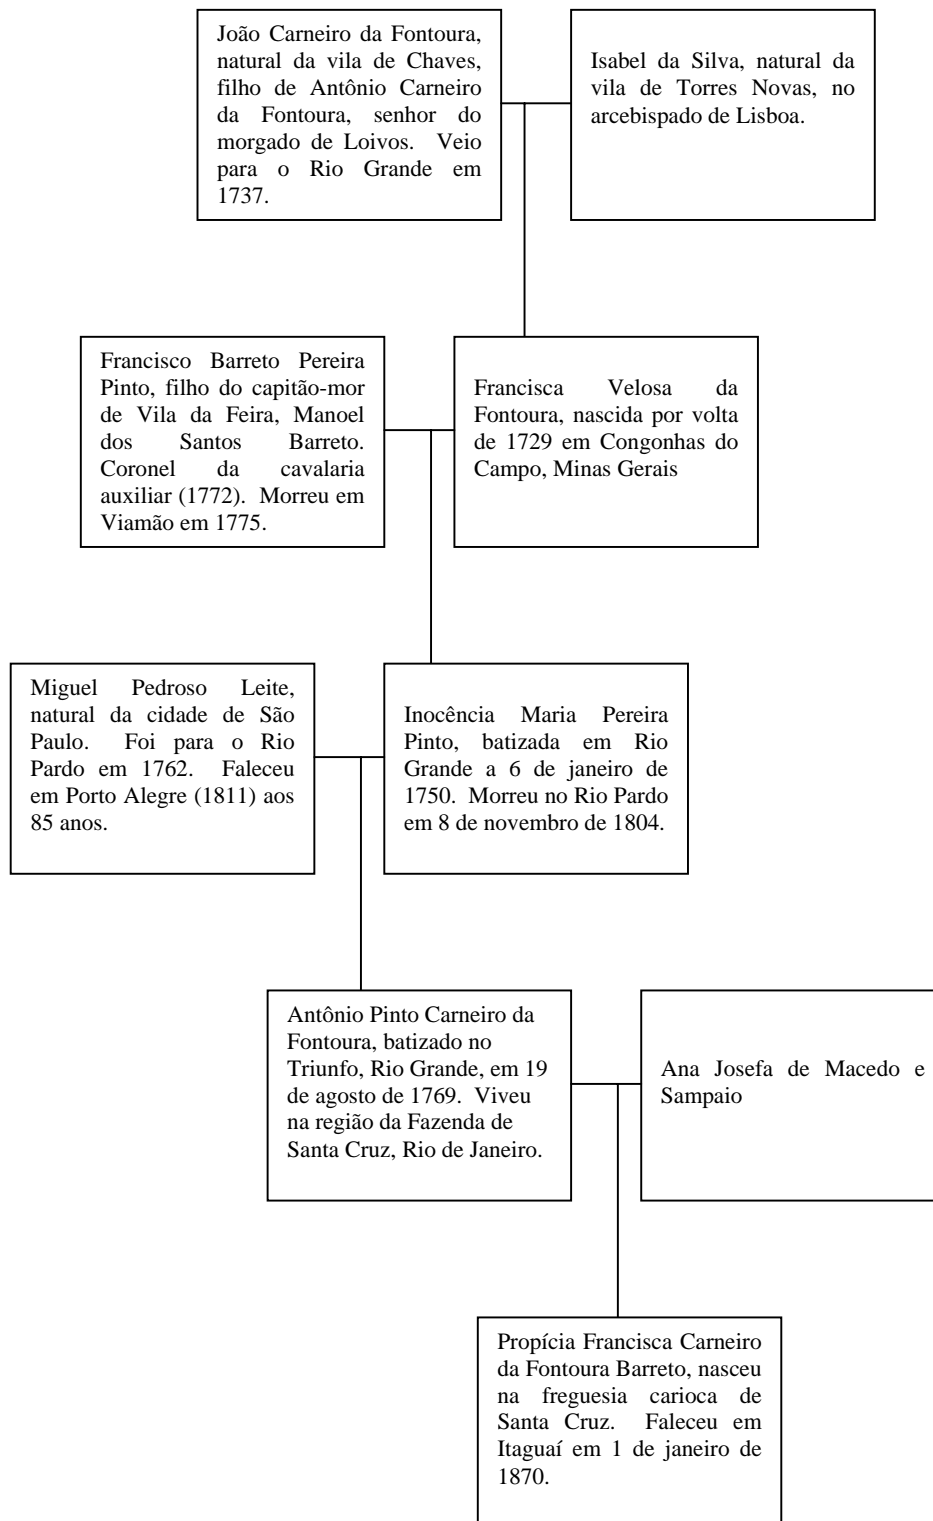 João Carneiro da Fontoura,
natural da vila de Chaves,
filho de Antônio Carneiro
da Fontoura, senhor do
morgado de Loivos. Veio
para o Rio Grande em
1737.
Isabel da Silva, natural da
vila de Torres Novas, no
arcebispado de Lisboa.
Francisco Barreto Pereira
Pinto, filho do capitão-mor
de Vila da Feira, Manoel
dos Santos Barreto.
Coronel da cavalaria
auxiliar (1772). Morreu em
Viamão em 1775.
Francisca Velosa da
Fontoura, nascida por volta
de 1729 em Congonhas do
Campo, Minas Gerais
Miguel Pedroso Leite,
natural da cidade de São
Paulo. Foi para o Rio
Pardo em 1762. Faleceu
em Porto Alegre (1811) aos
85 anos.
Inocência Maria Pereira
Pinto, batizada em Rio
Grande a 6 de janeiro de
1750. Morreu no Rio Pardo
em 8 de novembro de 1804.
Antônio Pinto Carneiro da
Fontoura, batizado no
Triunfo, Rio Grande, em 19
de agosto de 1769. Viveu
na região da Fazenda de
Santa Cruz, Rio de Janeiro.
Ana Josefa de Macedo e
Sampaio
Propícia Francisca Carneiro
da Fontoura Barreto, nasceu
na freguesia carioca de
Santa Cruz. Faleceu em
Itaguaí em 1 de janeiro de
1870.